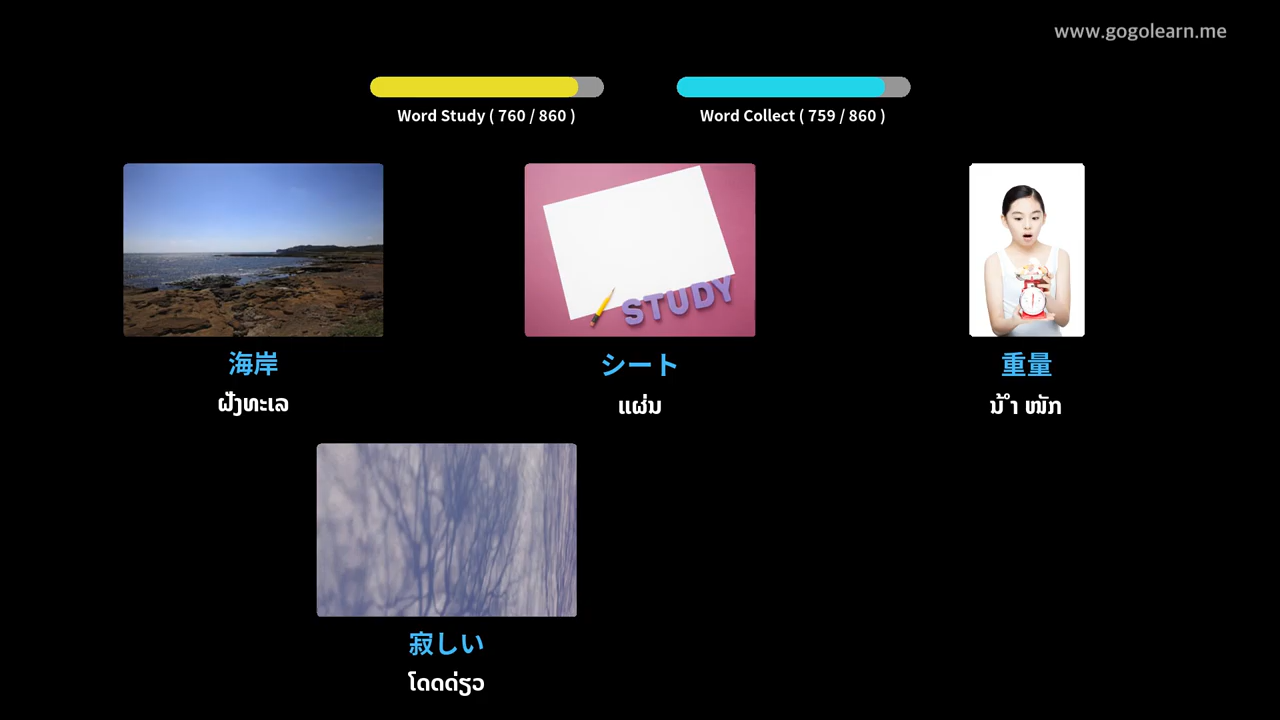 www.gogolearn.me
Word Study ( 760 / 860 )
Word Collect ( 759 / 860 )
STUDY
海岸
ຝັ່ງທະເລ
シート
ແຜ່ນ
重量
ນ້ ຳ ໜັກ
寂しい
ໂດດດ່ຽວ